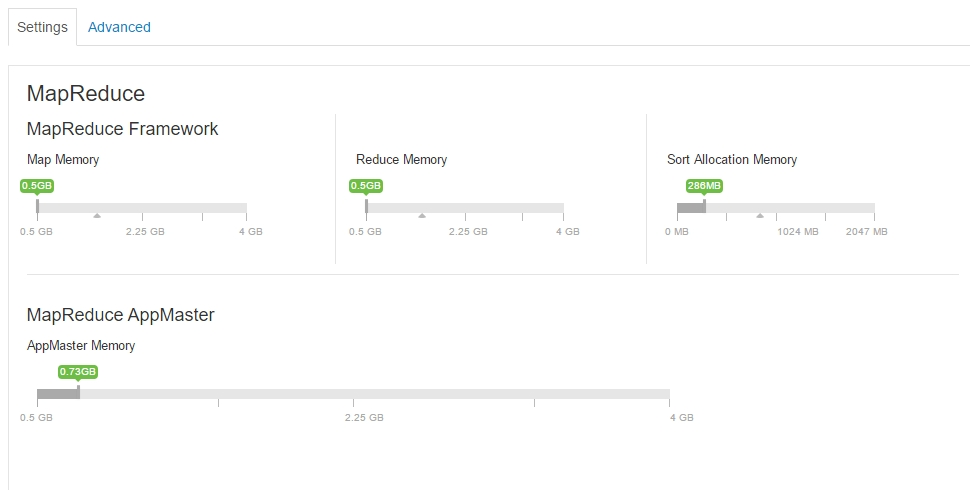 Settings Advanced
MapReduce
MapReduce Framework
Map Memory Reduce Memory Sort Allocation Memory
0.5GB 0.5GB 286MB
0.5 GB 2.25 GB 4 GB 0.5 GB 2.25 GB 4 GB 0 MB 1024 MB 2047 MB
MapReduce AppMaster
AppMaster Memory
0.73GB
0.5 GB 2.25 GB 4 GB